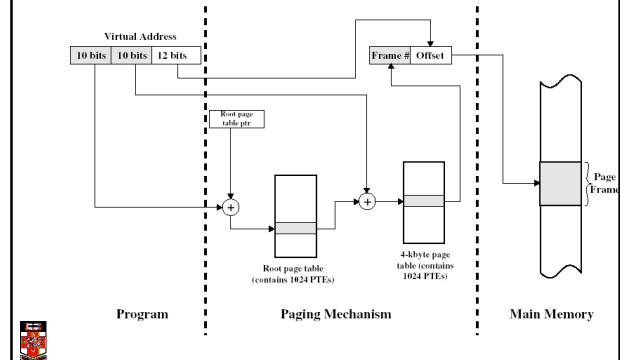 Virtual Address
10 bits 10 bits 12 bits
Frame # Offset
Root page
table ptr
+
+
Page
Frame
Root page table
(contains 1024 PTEs)
4-kbyte page
table (contains
1024 PTEs)
Program
Paging Mechanism
Main Memory